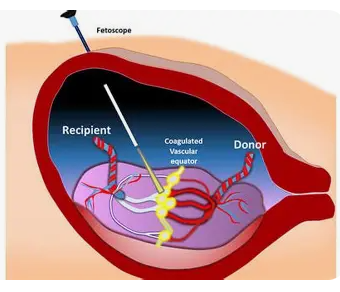 Fetoscope
Recipient
Coagulated
Vascular
equator
Donor